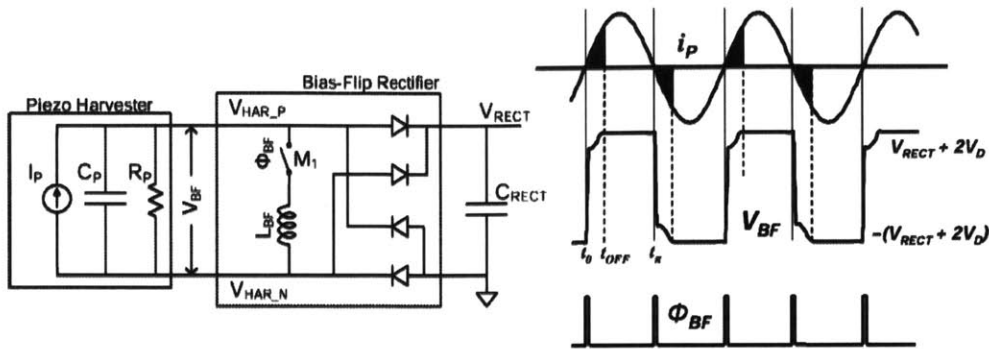 Piezo Harvester
Bias-Flip Rectifier
V_HAR_P
V_RECT
I_P
C_P
R_P
V_BF
Φ_BF
M_1
L_BF
C_RECT
V_HAR_N
i_P
V_RECT + 2V_D
V_BF
-(V_RECT + 2V_D)
t_0
t_OFF
t_π
Φ_BF